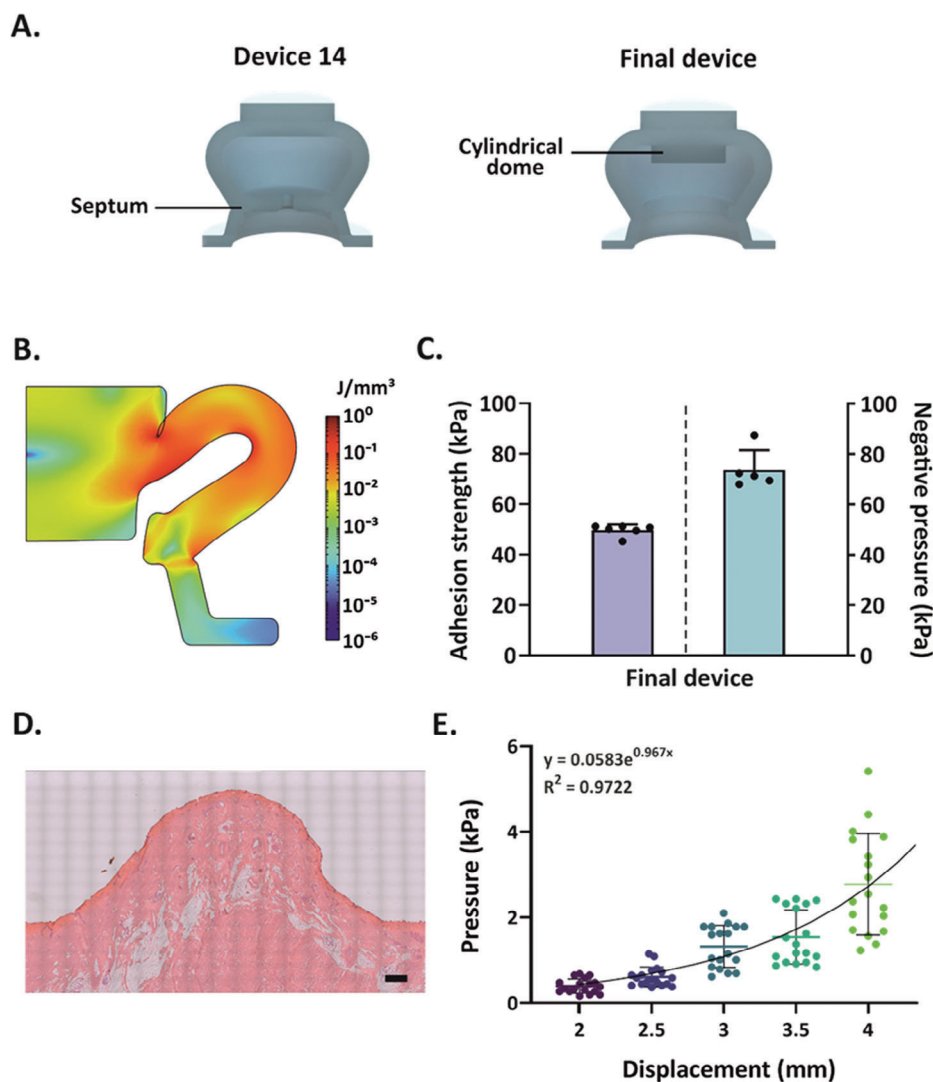 A.
Device 14
Final device
Septum
Cylindrical
dome
B.
J/mm³
10⁰
10⁻¹
10⁻²
10⁻³
10⁻⁴
10⁻⁵
10⁻⁶
C.
Adhesion strength (kPa)
100
80
60
40
20
0
Final device
100
80
60
40
20
0
Negative pressure (kPa)
D.
E.
y = 0.0583e^0.967x
R² = 0.9722
Pressure (kPa)
6
4
2
0
2
2.5
3
3.5
4
Displacement (mm)